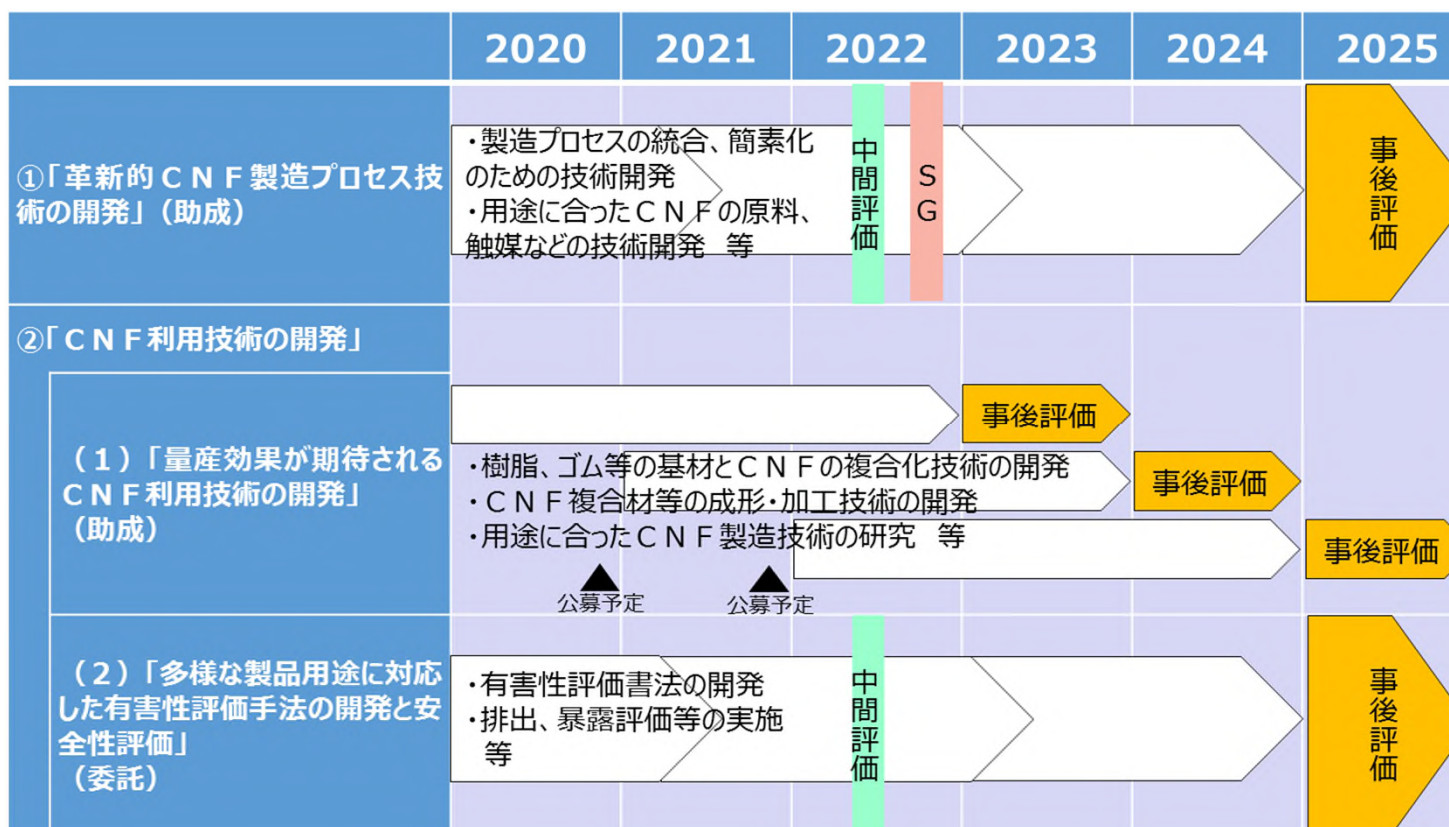 2020 2021 2022 2023 2024 2025
①「革新的ＣＮＦ製造プロセス技
術の開発」（助成）
・製造プロセスの統合、簡素化
のための技術開発
・用途に合ったＣＮＦの原料、
触媒などの技術開発　等
中間評価
ＳＧ
事後評価
②「ＣＮＦ利用技術の開発」
（１）「量産効果が期待される
ＣＮＦ利用技術の開発」
（助成）
事後評価
・樹脂、ゴム等の基材とＣＮＦの複合化技術の開発
・ＣＮＦ複合材等の成形・加工技術の開発
・用途に合ったＣＮＦ製造技術の研究　等
事後評価
事後評価
公募予定
公募予定
（２）「多様な製品用途に対応
した有害性評価手法の開発と安
全性評価」
（委託）
・有害性評価書法の開発
・排出、暴露評価等の実施
等
中間評価
事後評価